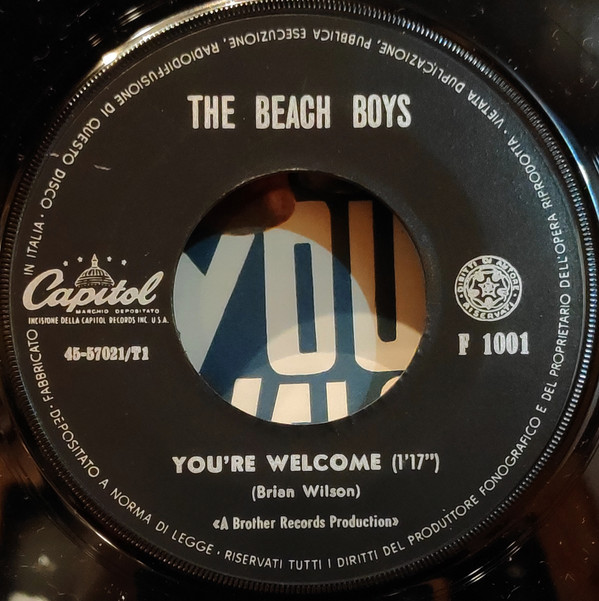 FABBRICATO IN ITALIA · VIETATA DUPLICAZIONE, PUBBLICA ESECUZIONE, RADIODIFFUSIONE DI QUESTO DISCO
THE BEACH BOYS
Capitol
MARCHIO DEPOSITATO
INCISIONE DELLA CAPITOL RECORDS INC. U.S.A.
45-57021/T1
DIRITTI DI AUTORE
RISERVATI
F 1001
YOU
YOU'RE WELCOME (1'17")
(Brian Wilson)
«A Brother Records Production»
DEPOSITATO A NORMA DI LEGGE · RISERVATI TUTTI I DIRITTI DEL PRODUTTORE FONOGRAFICO E DEL PROPRIETARIO DELL'OPERA RIPRODOTTA ·